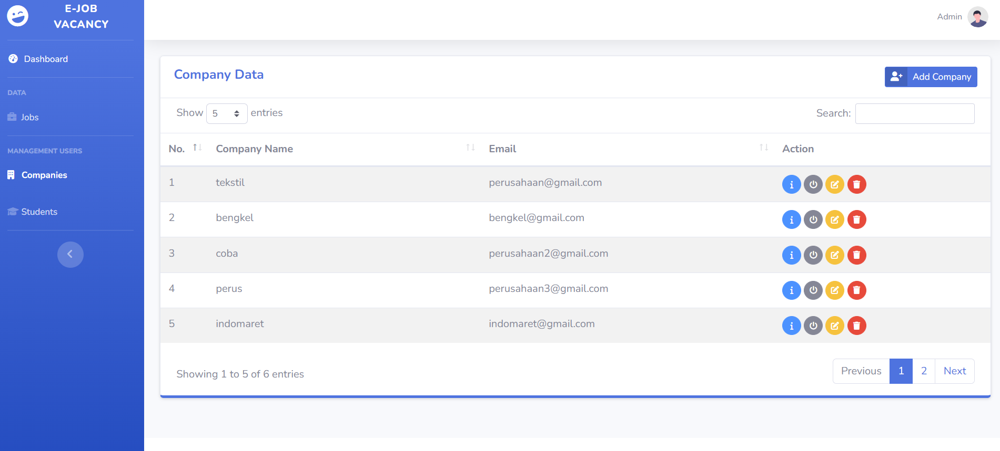 E-JOB
VACANCY
Admin
Dashboard
DATA
Jobs
MANAGEMENT USERS
Companies
Students
Company Data
Add Company
Show 5 entries
Search:
No. Company Name Email Action
1 tekstil perusahaan@gmail.com
2 bengkel bengkel@gmail.com
3 coba perusahaan2@gmail.com
4 perus perusahaan3@gmail.com
5 indomaret indomaret@gmail.com
Showing 1 to 5 of 6 entries
Previous 1 2 Next